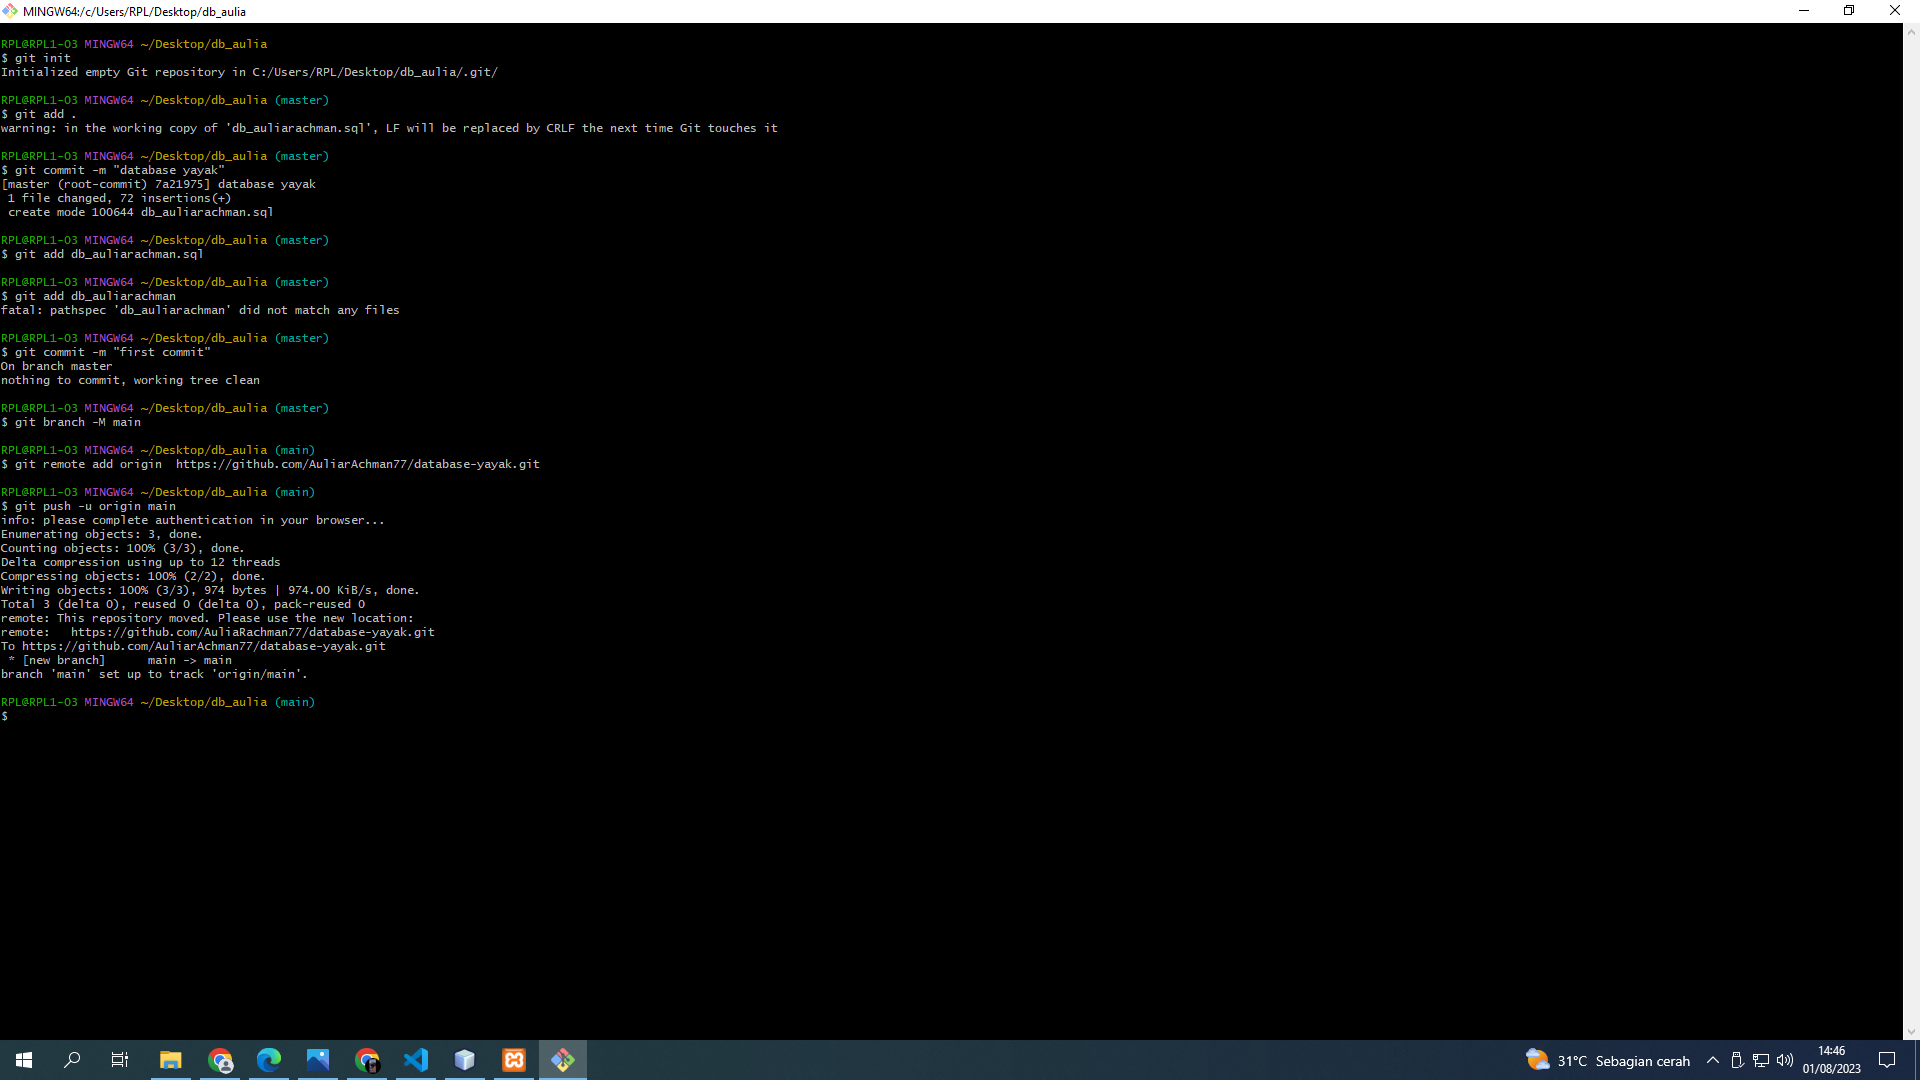 MINGW64:/c/Users/RPL/Desktop/db_aulia
RPL@RPL1-03 MINGW64 ~/Desktop/db_aulia
$ git init
Initialized empty Git repository in C:/Users/RPL/Desktop/db_aulia/.git/
RPL@RPL1-03 MINGW64 ~/Desktop/db_aulia (master)
$ git add .
warning: in the working copy of 'db_auliarachman.sql', LF will be replaced by CRLF the next time Git touches it
RPL@RPL1-03 MINGW64 ~/Desktop/db_aulia (master)
$ git commit -m "database yayak"
[master (root-commit) 7a21975] database yayak
1 file changed, 72 insertions(+)
create mode 100644 db_auliarachman.sql
RPL@RPL1-03 MINGW64 ~/Desktop/db_aulia (master)
$ git add db_auliarachman.sql
RPL@RPL1-03 MINGW64 ~/Desktop/db_aulia (master)
$ git add db_auliarachman
fatal: pathspec 'db_auliarachman' did not match any files
RPL@RPL1-03 MINGW64 ~/Desktop/db_aulia (master)
$ git commit -m "first commit"
On branch master
nothing to commit, working tree clean
RPL@RPL1-03 MINGW64 ~/Desktop/db_aulia (master)
$ git branch -M main
RPL@RPL1-03 MINGW64 ~/Desktop/db_aulia (main)
$ git remote add origin  https://github.com/AuliarAchman77/database-yayak.git
RPL@RPL1-03 MINGW64 ~/Desktop/db_aulia (main)
$ git push -u origin main
info: please complete authentication in your browser...
Enumerating objects: 3, done.
Counting objects: 100% (3/3), done.
Delta compression using up to 12 threads
Compressing objects: 100% (2/2), done.
Writing objects: 100% (3/3), 974 bytes | 974.00 KiB/s, done.
Total 3 (delta 0), reused 0 (delta 0), pack-reused 0
remote: This repository moved. Please use the new location:
remote:   https://github.com/AuliaRachman77/database-yayak.git
To https://github.com/AuliarAchman77/database-yayak.git
* [new branch]      main -> main
branch 'main' set up to track 'origin/main'.
RPL@RPL1-03 MINGW64 ~/Desktop/db_aulia (main)
$
31°C Sebagian cerah
14:46
01/08/2023